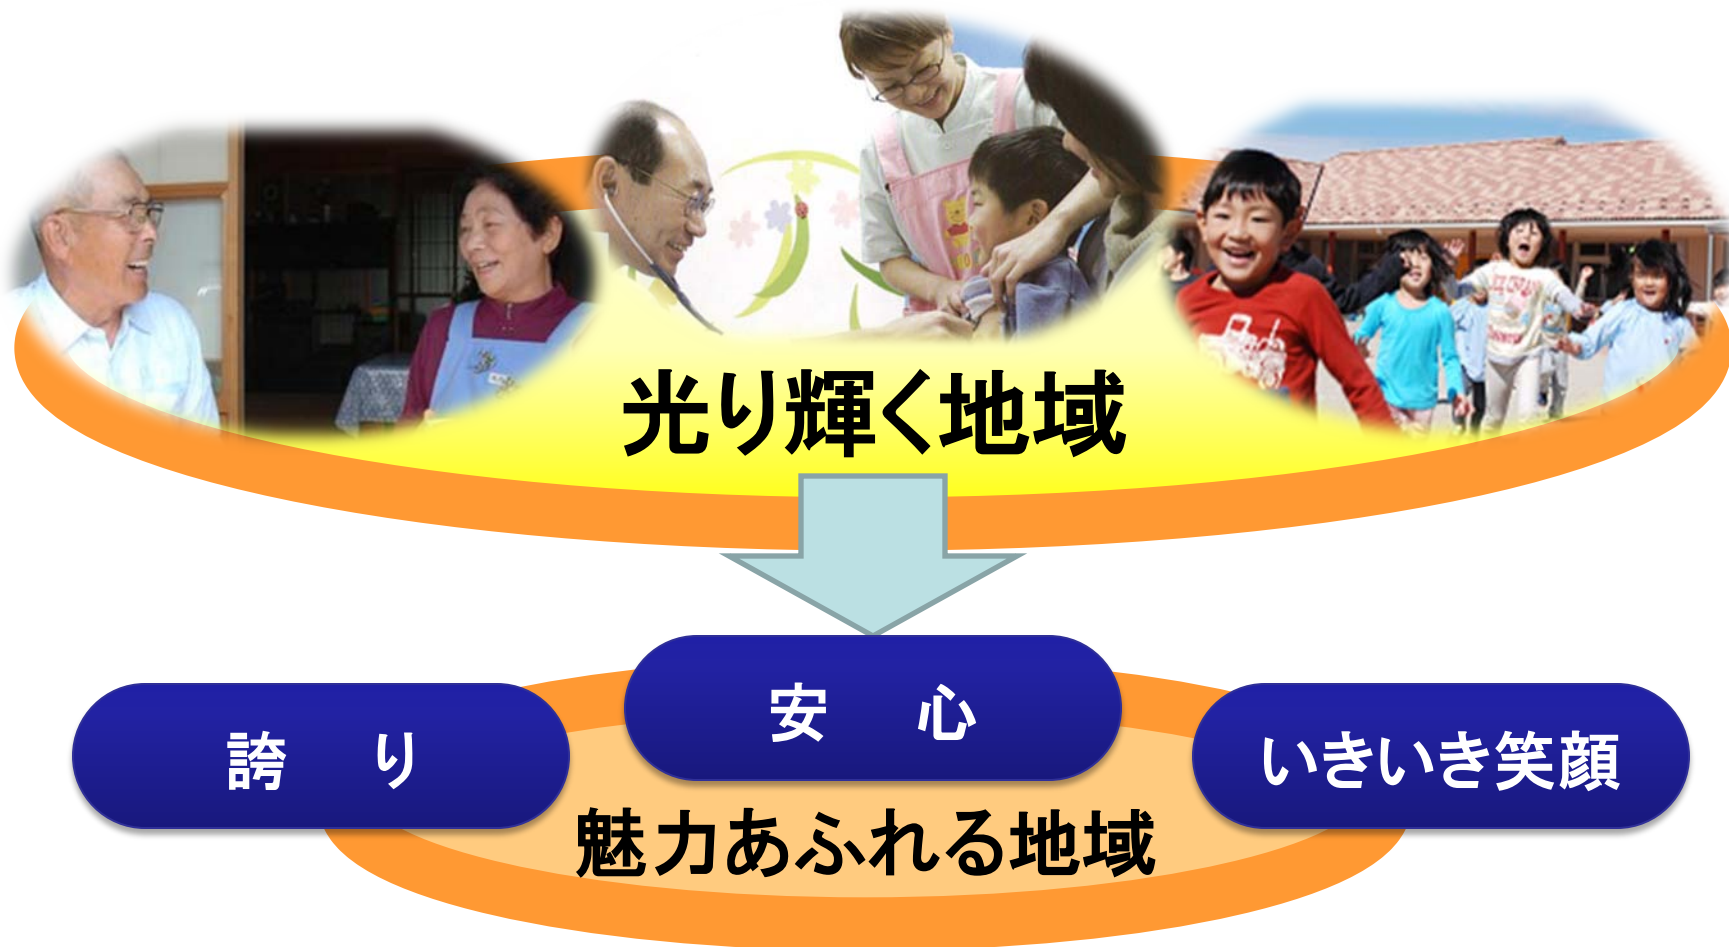 光り輝く地域
安 心
誇 り
いきいき笑顔
魅力あふれる地域